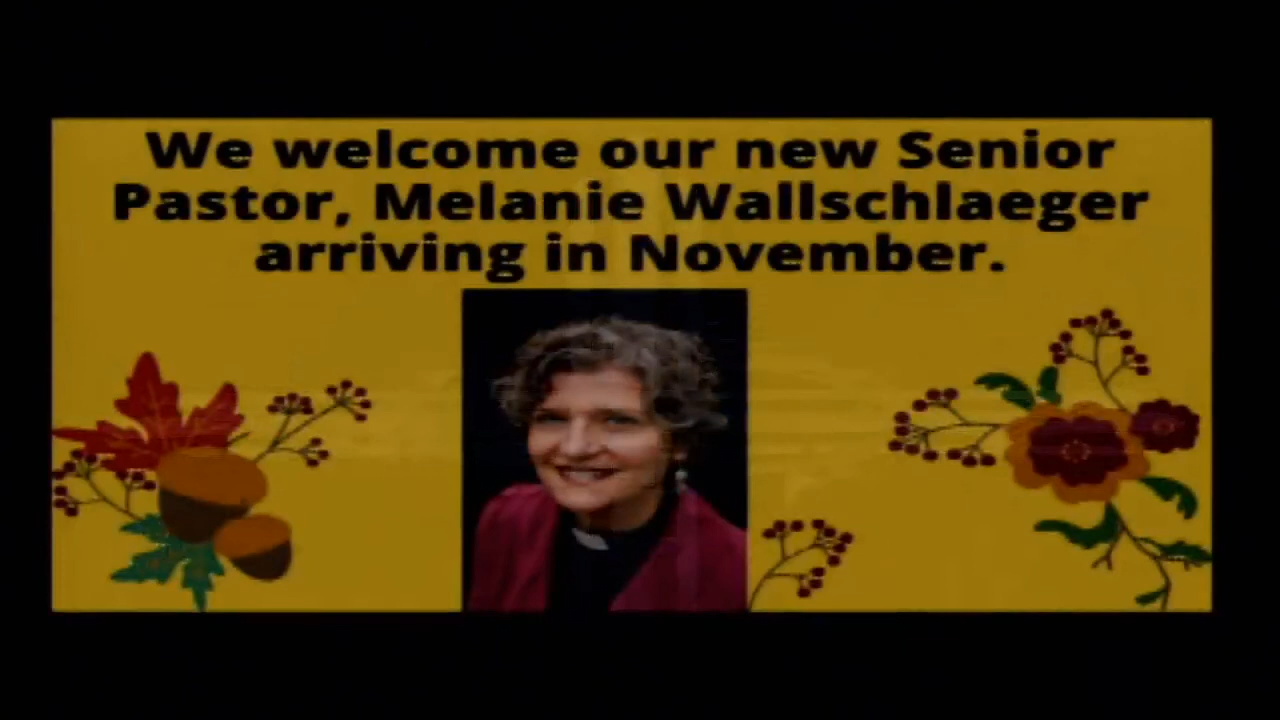 We welcome our new Senior
Pastor, Melanie Wallschlaeger
arriving in November.